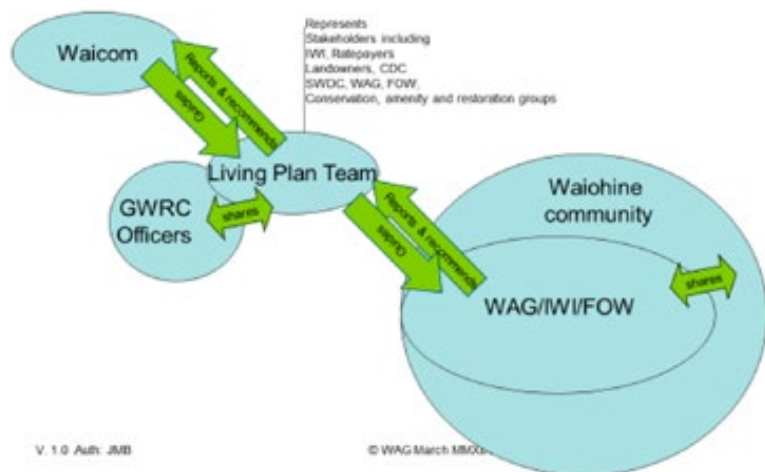 Waicom
Represents
Stakeholders including
IWI, Ratepayers
Landowners, CDC
SWDC, WAG, FOW,
Conservation, amenity and restoration groups
Reports & recommends
Guides
Living Plan Team
GWRC
Officers
shares
Reports & recommends
Guides
Waiohine
community
shares
WAG/IWI/FOW
V. 1.0 Auth: JMB
© WAG March